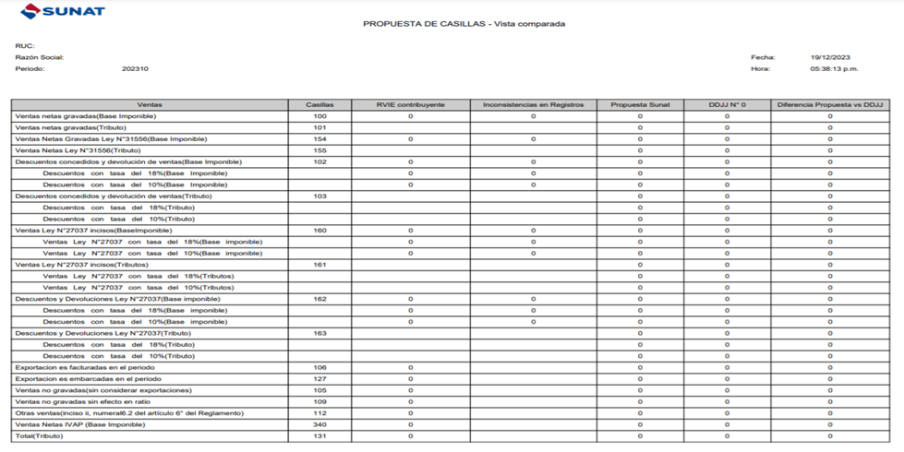 SUNAT
PROPUESTA DE CASILLAS - Vista comparada
RUC:
Razón Social: Fecha: 19/12/2023
Periodo: 202310 Hora: 05:38:13 p.m.
Ventas Casillas RVIE contribuyente Inconsistencias en Registros Propuesta Sunat DDJJ N° 0 Diferencia Propuesta vs DDJJ
Ventas netas gravadas(Base Imponible) 100 0 0 0 0 0
Ventas netas gravadas(Tributo) 101 0 0 0
Ventas Netas Gravadas Ley N°31556(Base Imponible) 154 0 0 0 0 0
Ventas Netas Ley N°31556(Tributo) 155 0 0 0
Descuentos concedidos y devolución de ventas(Base Imponible) 102 0 0 0 0 0
Descuentos con tasa del 18%(Base Imponible) 0 0 0 0 0
Descuentos con tasa del 10%(Base Imponible) 0 0 0 0 0
Descuentos concedidos y devolución de ventas(Tributo) 103 0 0 0
Descuentos con tasa del 18%(Tributo) 0 0 0
Descuentos con tasa del 10%(Tributo) 0 0 0
Ventas Ley N°27037 incisos(BaseImponible) 160 0 0 0 0 0
Ventas Ley N°27037 con tasa del 18%(Base imponible) 0 0 0 0 0
Ventas Ley N°27037 con tasa del 10%(Base imponible) 0 0 0 0 0
Ventas Ley N°27037 incisos(Tributos) 161 0 0 0
Ventas Ley N°27037 con tasa del 18%(Tributos) 0 0 0
Ventas Ley N°27037 con tasa del 10%(Tributos) 0 0 0
Descuentos y Devoluciones Ley N°27037(Base imponible) 162 0 0 0 0 0
Descuentos con tasa del 18%(Base imponible) 0 0 0 0 0
Descuentos con tasa del 10%(Base imponible) 0 0 0 0 0
Descuentos y Devoluciones Ley N°27037(Tributo) 163 0 0 0
Descuentos con tasa del 18%(Tributo) 0 0 0
Descuentos con tasa del 10%(Tributo) 0 0 0
Exportacion es facturadas en el periodo 106 0 0 0 0
Exportacion es embarcadas en el periodo 127 0 0 0 0
Ventas no gravadas(sin considerar exportaciones) 105 0 0 0 0
Ventas no gravadas sin efecto en ratio 109 0 0 0 0
Otras ventas(inciso ii, numeral6.2 del artículo 6° del Reglamento) 112 0 0 0 0
Ventas Netas IVAP (Base Imponible) 340 0 0 0 0
Total(Tributo) 131 0 0 0 0